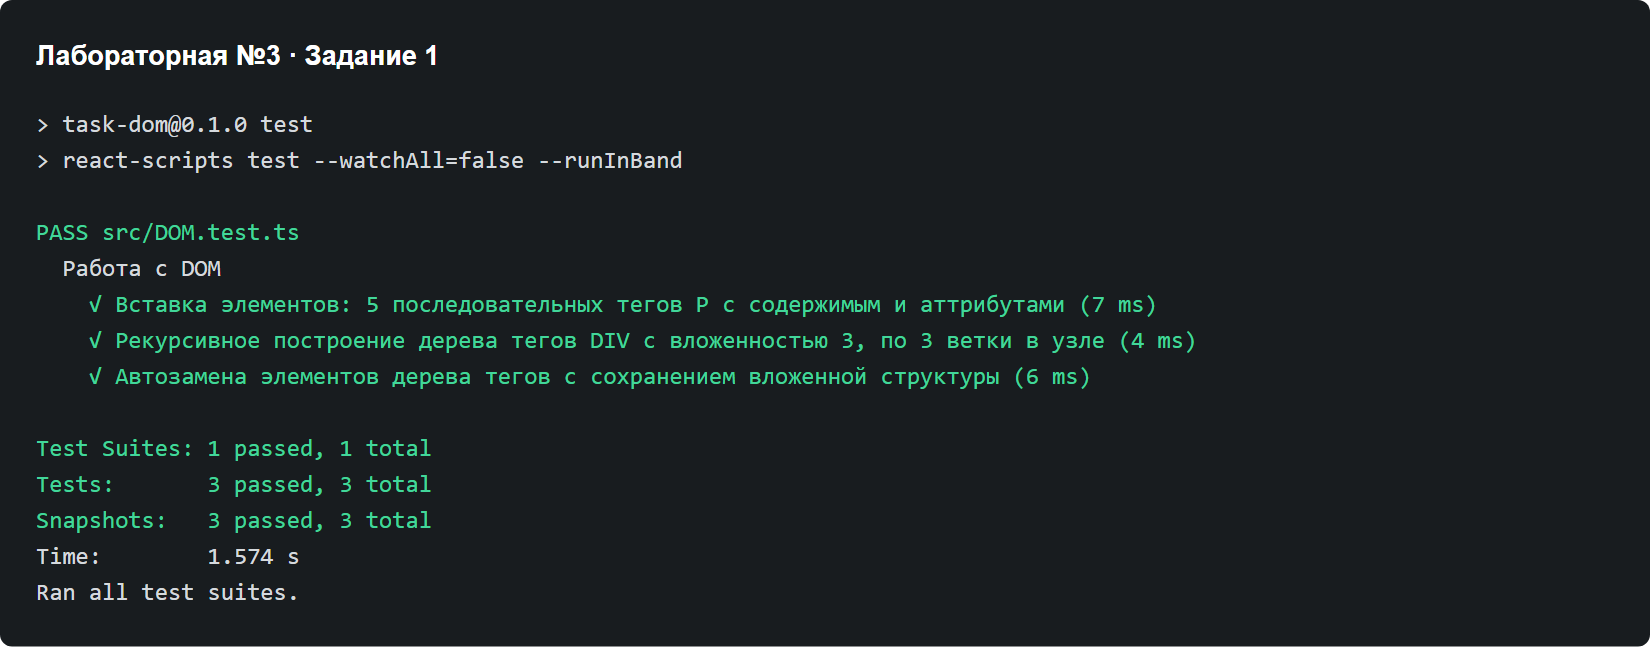 Лабораторная №3 · Задание 1
> task-dom@0.1.0 test
> react-scripts test --watchAll=false --runInBand
PASS src/DOM.test.ts
Работа с DOM
√ Вставка элементов: 5 последовательных тегов P с содержимым и аттрибутами (7 ms)
√ Рекурсивное построение дерева тегов DIV с вложенностью 3, по 3 ветки в узле (4 ms)
√ Автозамена элементов дерева тегов с сохранением вложенной структуры (6 ms)
Test Suites: 1 passed, 1 total
Tests:       3 passed, 3 total
Snapshots:   3 passed, 3 total
Time:        1.574 s
Ran all test suites.